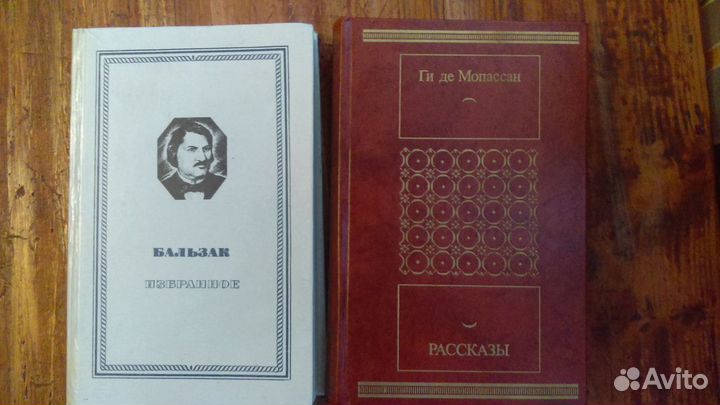 БАЛЬЗАК
ИЗБРАННОЕ
Ги де Мопассан
РАССКАЗЫ
Avito